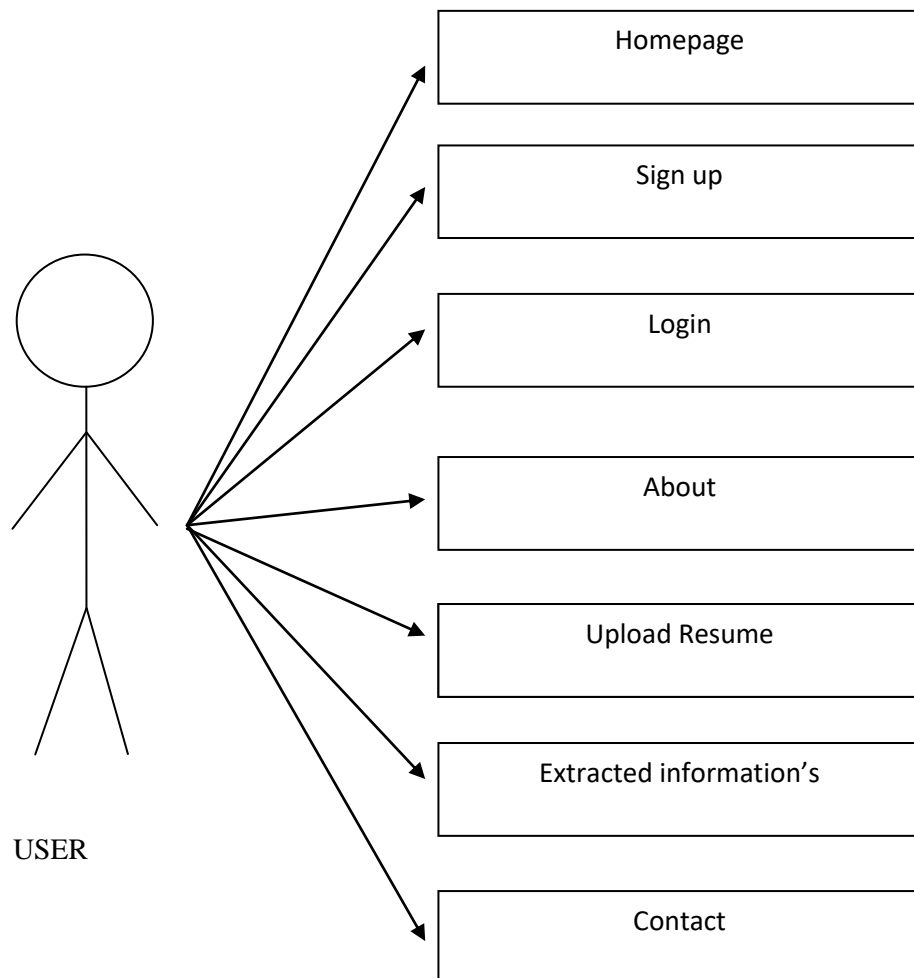 Homepage
Sign up
Login
About
Upload Resume
Extracted information’s
USER
Contact